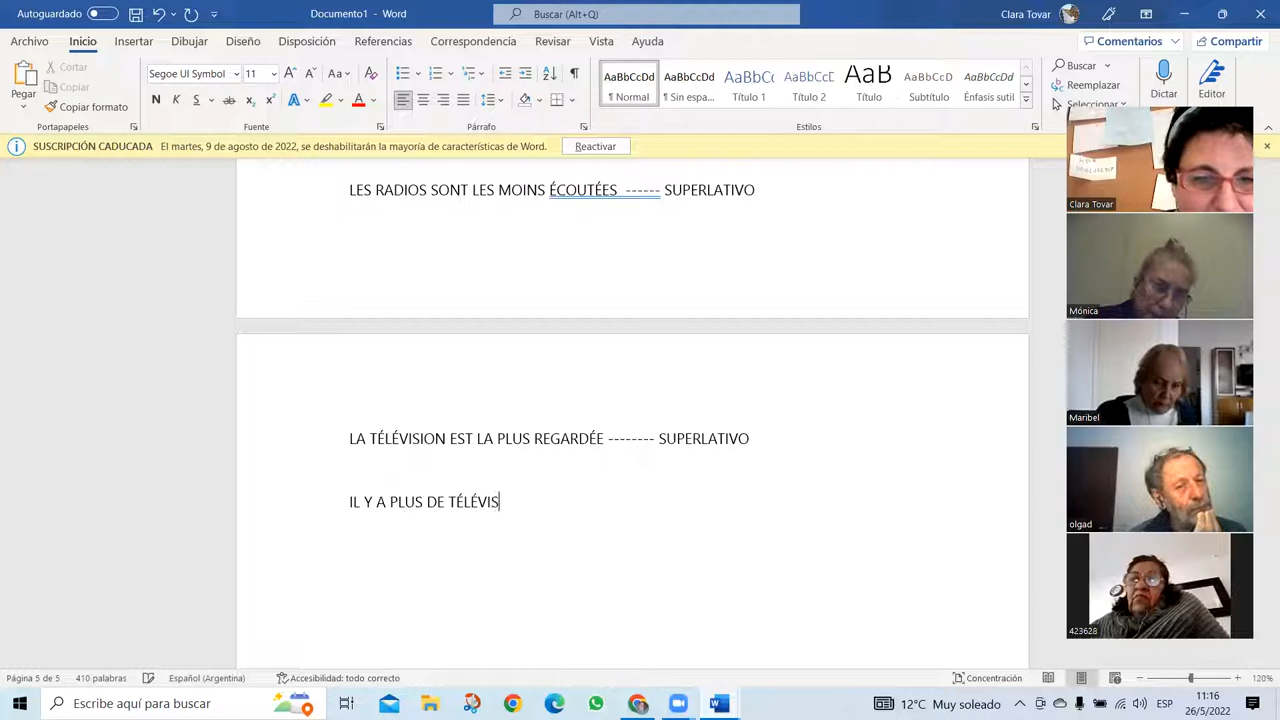 Autoguardado
Documento1 - Word
Buscar (Alt+Q)
Clara Tovar
Archivo Inicio Insertar Dibujar Diseño Disposición Referencias Correspondencia Revisar Vista Ayuda
Comentarios Compartir
Pegar
Cortar
Copiar
Copiar formato
Portapapeles
Segoe UI Symbol 11
Fuente
Párrafo
AaBbCcDd AaBbCcDd AaBbCc AaBbCcC AaB AaBbCcD AaBbCcDd
¶ Normal ¶ Sin espa... Título 1 Título 2 Título Subtítulo Énfasis sutil
Estilos
Buscar
Reemplazar
Seleccionar
Dictar
Editor
SUSCRIPCIÓN CADUCADA El martes, 9 de agosto de 2022, se deshabilitarán la mayoría de características de Word. Reactivar
LES RADIOS SONT LES MOINS ÉCOUTÉES ------ SUPERLATIVO
LA TÉLÉVISION EST LA PLUS REGARDÉE -------- SUPERLATIVO
IL Y A PLUS DE TÉLÉVIS
Clara Tovar
Mónica
Maribel
olgad
423628
Página 5 de 5 410 palabras Español (Argentina) Accesibilidad: todo correcto Concentración 120%
Escribe aquí para buscar
12°C Muy soleado ESP 11:16
26/5/2022